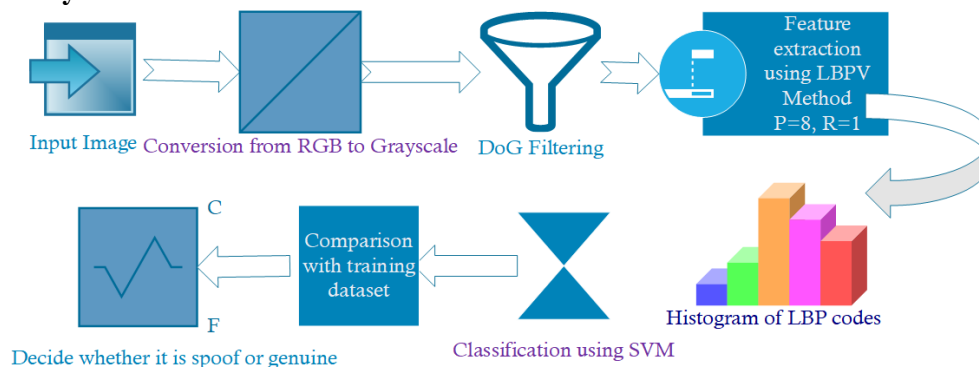 Input Image
Conversion from RGB to Grayscale
DoG Filtering
Feature
extraction
using LBPV
Method
P=8, R=1
Histogram of LBP codes
Classification using SVM
Comparison
with training
dataset
C
F
Decide whether it is spoof or genuine